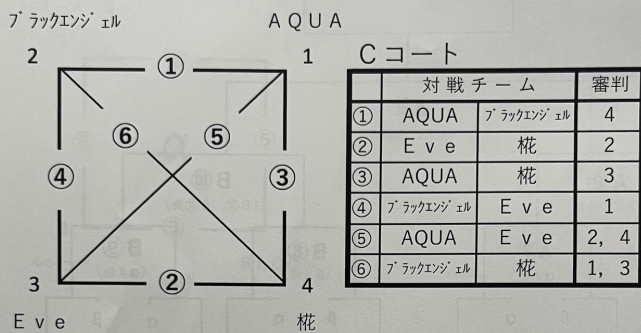 ブラックエンジェル AQUA
2 ① 1
⑥ ⑤
④ ③
3 ② 4
Eve 椛
Cコート
対戦チーム 審判
① AQUA ブラックエンジェル 4
② Eve 椛 2
③ AQUA 椛 3
④ ブラックエンジェル Eve 1
⑤ AQUA Eve 2, 4
⑥ ブラックエンジェル 椛 1, 3